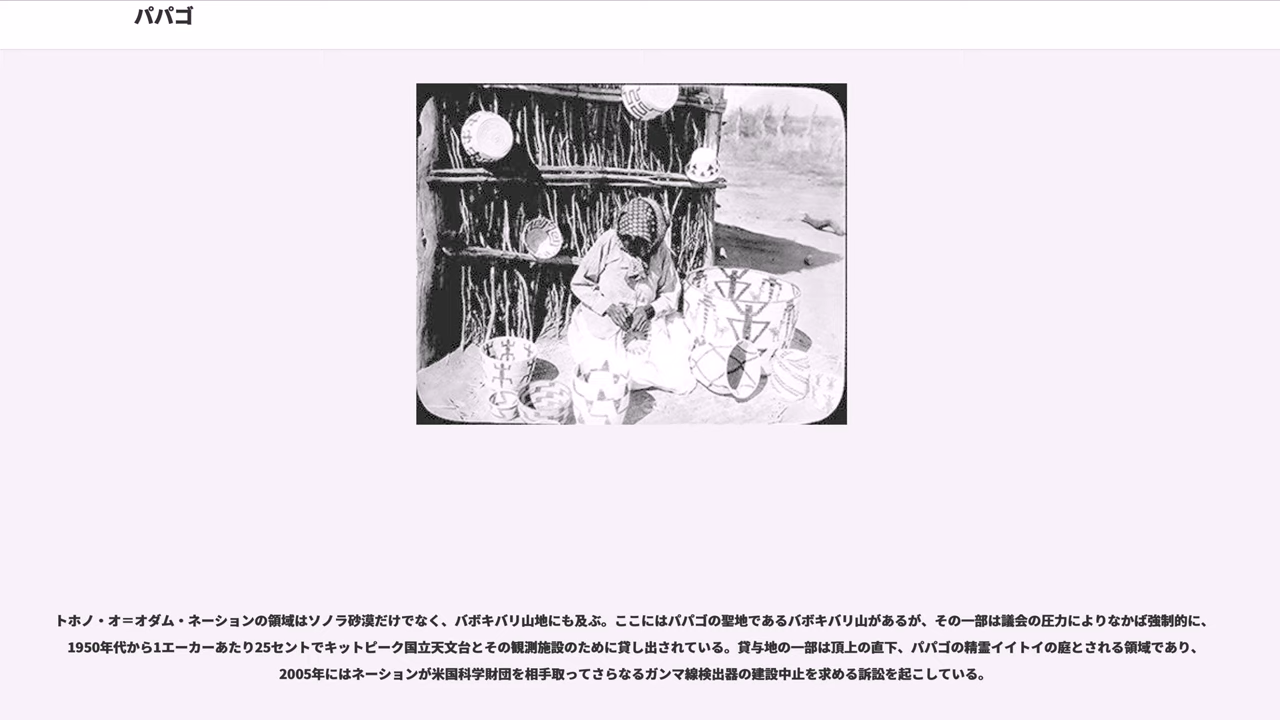 パパゴ
トホノ・オ＝オダム・ネーションの領域はソノラ砂漠だけでなく、バボキバリ山地にも及ぶ。ここにはパパゴの聖地であるバボキバリ山があるが、その一部は議会の圧力によりなかば強制的に、
1950年代から1エーカーあたり25セントでキットピーク国立天文台とその観測施設のために貸し出されている。貸与地の一部は頂上の直下、パパゴの精霊イイトイの庭とされる領域であり、
2005年にはネーションが米国科学財団を相手取ってさらなるガンマ線検出器の建設中止を求める訴訟を起こしている。